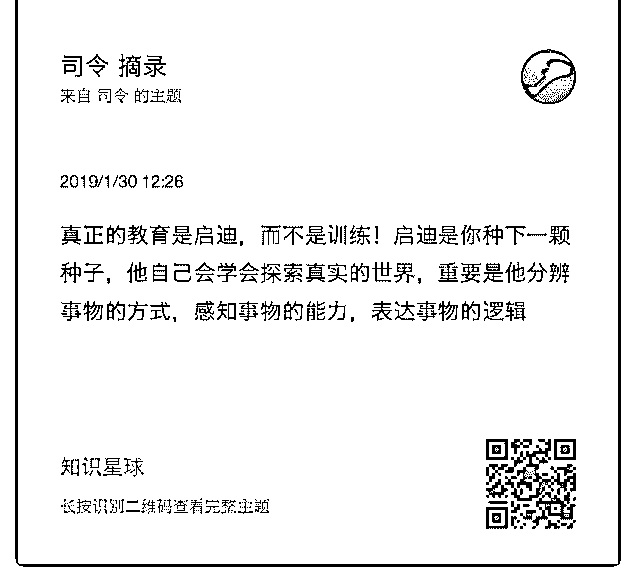 司令 摘录
来自 司令 的主题
2019/1/30 12:26
真正的教育是启迪，而不是训练！启迪是你种下一颗
种子，他自己会学会探索真实的世界，重要是他分辨
事物的方式，感知事物的能力，表达事物的逻辑
知识星球
长按识别二维码查看完整主题